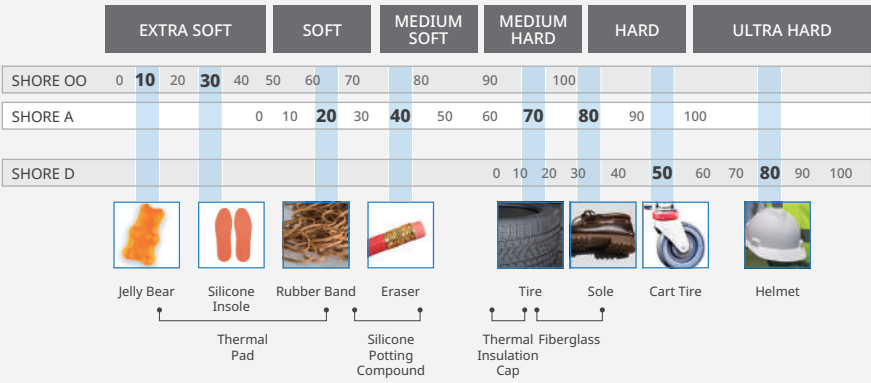 EXTRA SOFT
SOFT
MEDIUM
SOFT
MEDIUM
HARD
HARD
ULTRA HARD
SHORE OO 0 10 20 30 40 50 60 70 80 90 100
SHORE A 0 10 20 30 40 50 60 70 80 90 100
SHORE D 0 10 20 30 40 50 60 70 80 90 100
Jelly Bear
Silicone
Insole
Rubber Band
Eraser
Tire
Sole
Cart Tire
Helmet
Thermal
Pad
Silicone
Potting
Compound
Thermal
Insulation
Cap
Fiberglass